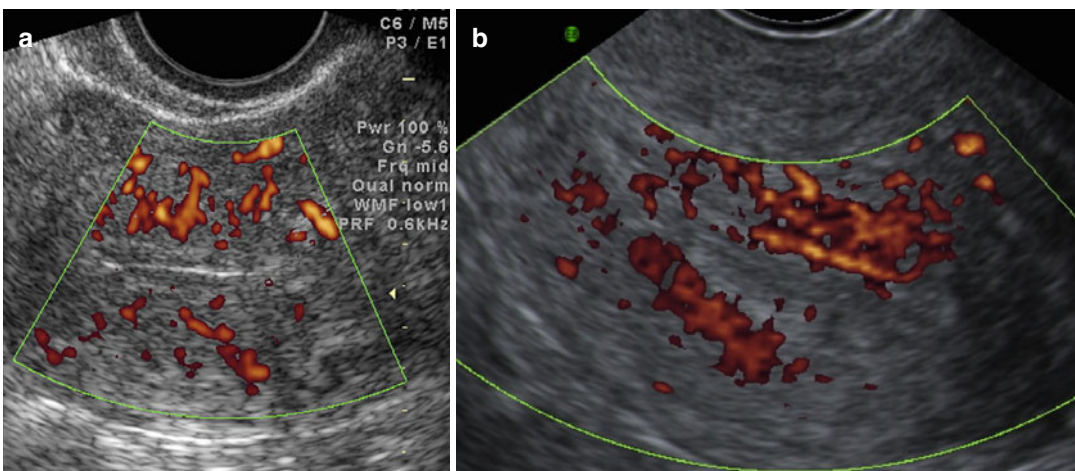 a
C6 / M5
P3 / E1
Pwr 100 %
Gn -5.6
Frq mid
Qual norm
WMF low1
PRF 0.6kHz
b